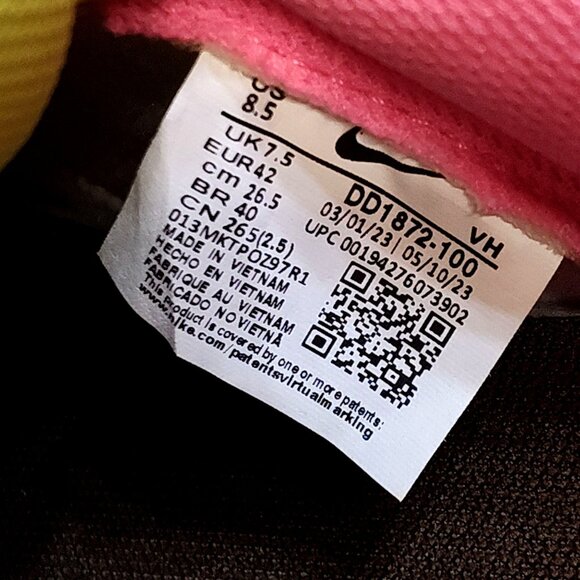 US
8.5
UK 7.5
EUR 42
cm 26.5
BR 40
CN 265(2.5)
013MKTPOZ97R1
MADE IN VIETNAM
HECHO EN VIETNAM
FABRIQUE AU VIETNAM
FABRICADO NO VIETNA
This Product is covered by one or more patents:
www.nike.com/patentsvirtualmarking
VH
DD1872-100
03/01/23 | 05/10/23
UPC 00194276073902